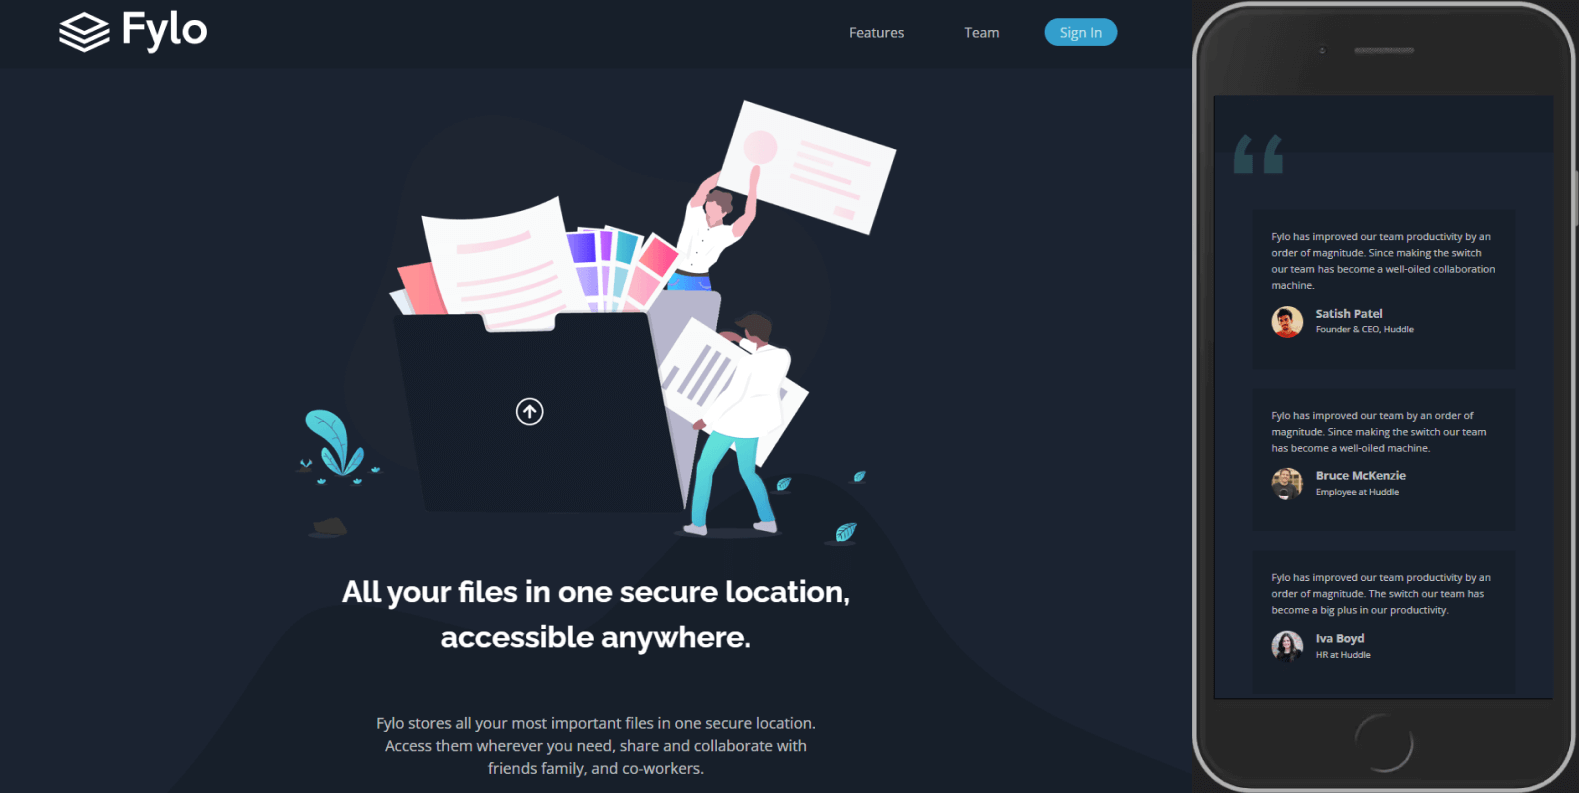 Fylo
Features
Team
Sign In
All your files in one secure location,
accessible anywhere.
Fylo stores all your most important files in one secure location.
Access them wherever you need, share and collaborate with
friends family, and co-workers.
“
Fylo has improved our team productivity by an
order of magnitude. Since making the switch
our team has become a well-oiled collaboration
machine.
Satish Patel
Founder & CEO, Huddle
Fylo has improved our team by an order of
magnitude. Since making the switch our team
has become a well-oiled machine.
Bruce McKenzie
Employee at Huddle
Fylo has improved our team productivity by an
order of magnitude. The switch our team has
become a big plus in our productivity.
Iva Boyd
HR at Huddle